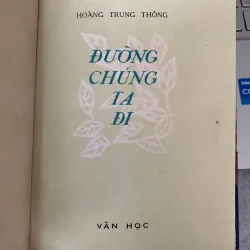 HOÀNG TRUNG THÔNG
ĐƯỜNG
CHÚNG
TA
ĐI
VĂN HỌC